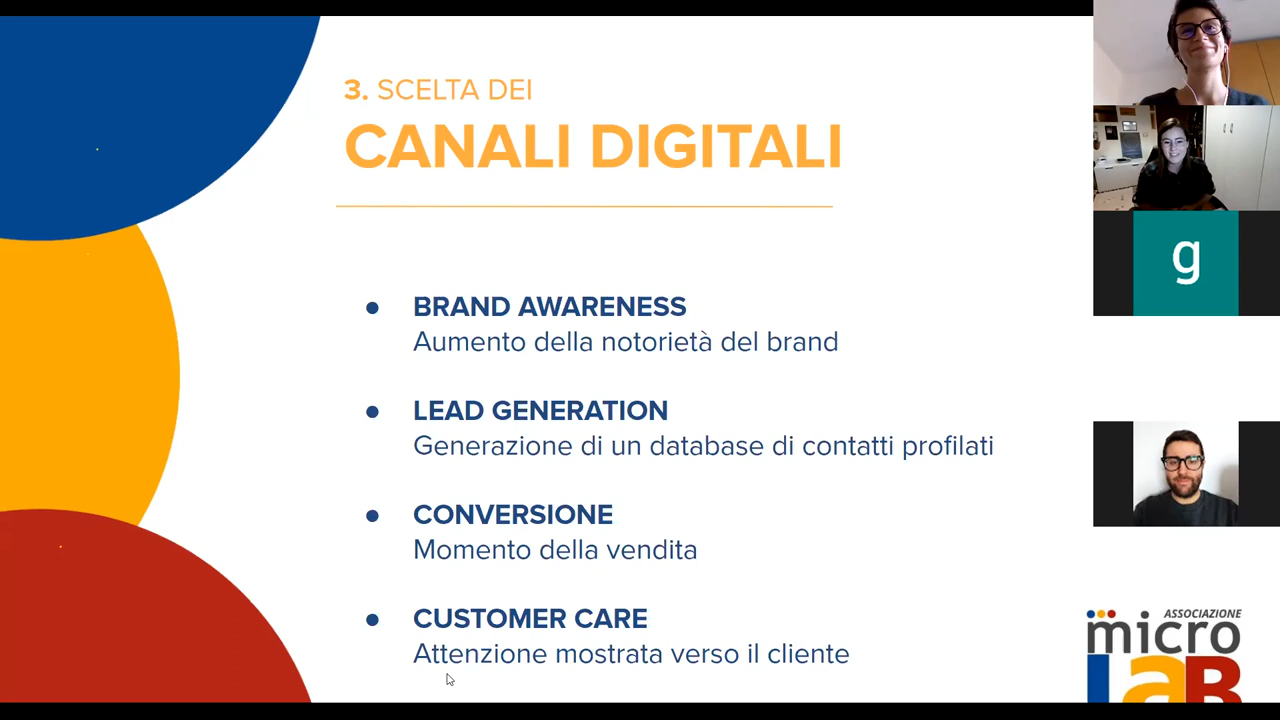 3. SCELTA DEI
CANALI DIGITALI
● BRAND AWARENESS
Aumento della notorietà del brand
● LEAD GENERATION
Generazione di un database di contatti profilati
● CONVERSIONE
Momento della vendita
● CUSTOMER CARE
Attenzione mostrata verso il cliente
g
ASSOCIAZIONE
micro
LaB